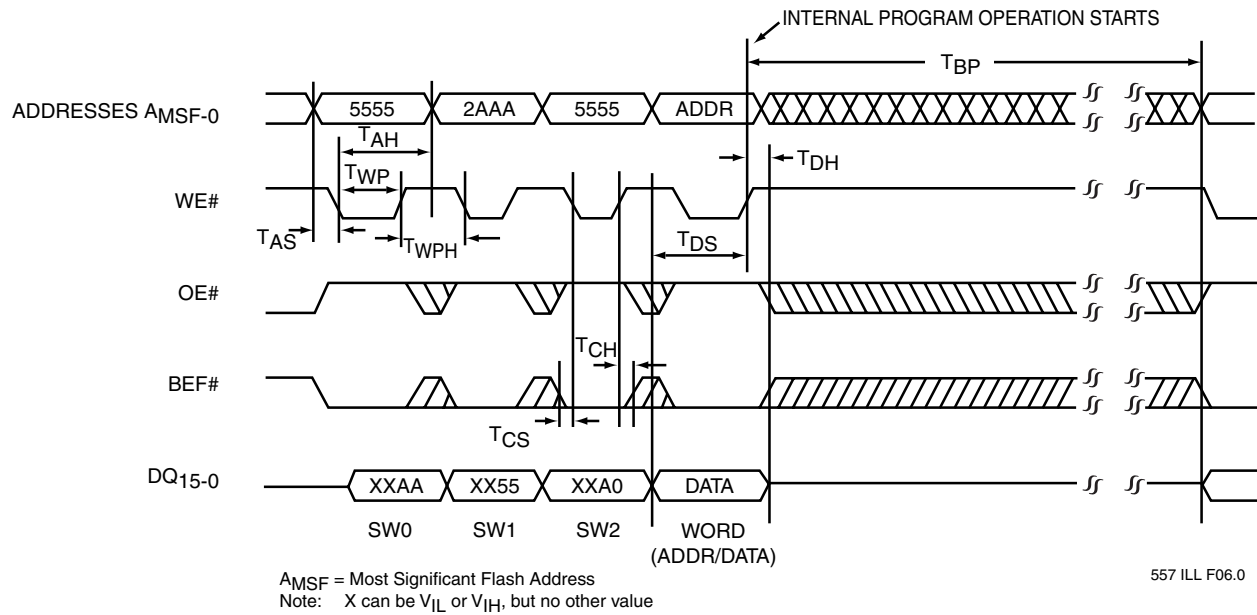 INTERNAL PROGRAM OPERATION STARTS
TBP
ADDRESSES AMSF-0
5555
2AAA
5555
ADDR
TAH
TDH
TWP
WE#
TAS
TWPH
TDS
OE#
TCH
BEF#
TCS
DQ15-0
XXAA
XX55
XXA0
DATA
SW0
SW1
SW2
WORD
(ADDR/DATA)
AMSF = Most Significant Flash Address
Note: X can be VIL or VIH, but no other value
557 ILL F06.0